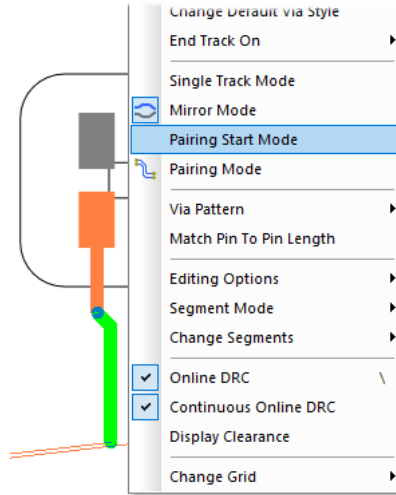 Change Default Via Style
End Track On
Single Track Mode
Mirror Mode
Pairing Start Mode
Pairing Mode
Via Pattern
Match Pin To Pin Length
Editing Options
Segment Mode
Change Segments
Online DRC \
Continuous Online DRC
Display Clearance
Change Grid